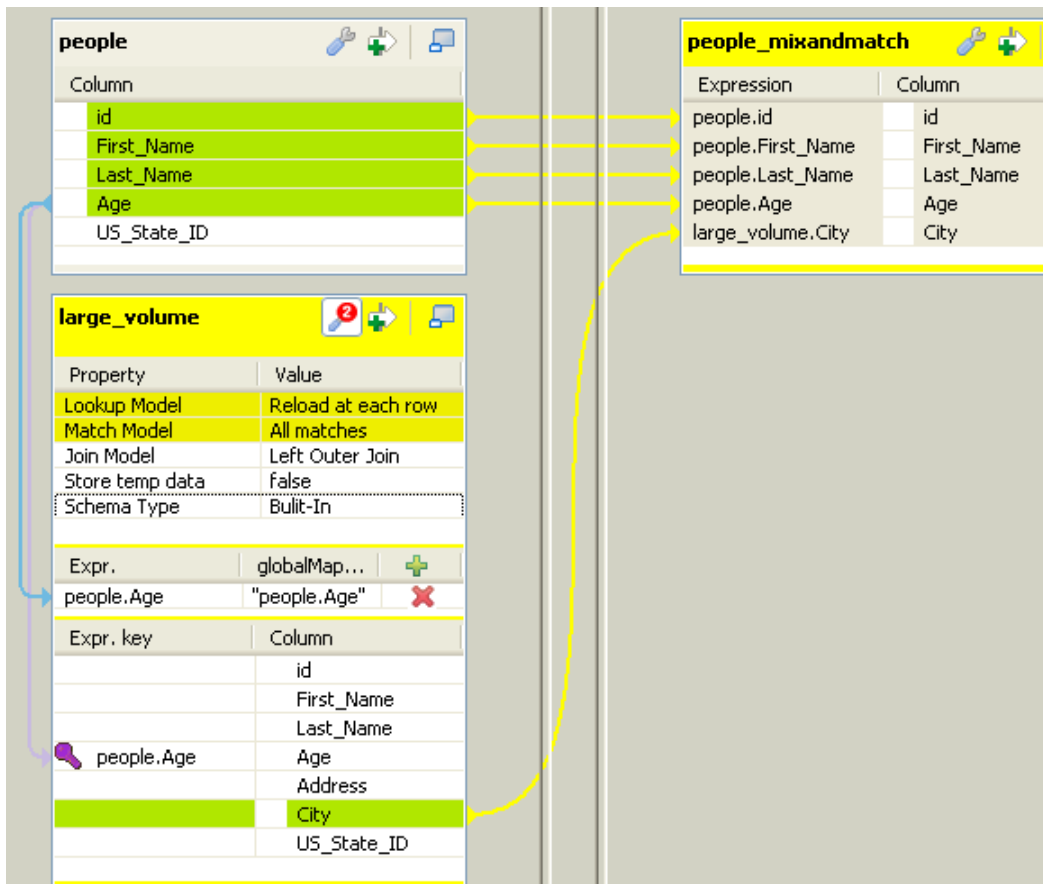 people
Column
id
First_Name
Last_Name
Age
US_State_ID
large_volume
2
Property Value
Lookup Model Reload at each row
Match Model All matches
Join Model Left Outer Join
Store temp data false
Schema Type Bulit-In
Expr. globalMap...
people.Age "people.Age"
Expr. key Column
id
First_Name
Last_Name
people.Age Age
Address
City
US_State_ID
people_mixandmatch
Expression Column
people.id id
people.First_Name First_Name
people.Last_Name Last_Name
people.Age Age
large_volume.City City